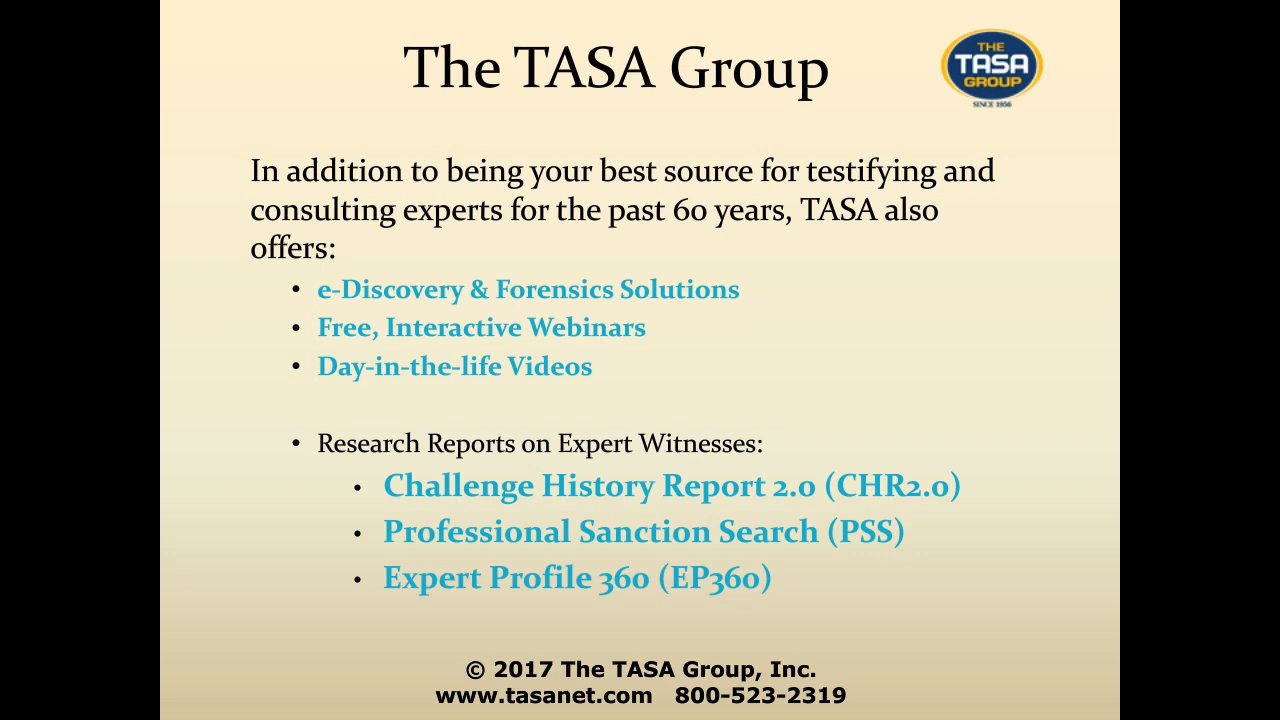 The TASA Group
THE
TASA
GROUP
SINCE 1956
In addition to being your best source for testifying and
consulting experts for the past 60 years, TASA also
offers:
• e-Discovery & Forensics Solutions
• Free, Interactive Webinars
• Day-in-the-life Videos
• Research Reports on Expert Witnesses:
• Challenge History Report 2.0 (CHR2.0)
• Professional Sanction Search (PSS)
• Expert Profile 360 (EP360)
© 2017 The TASA Group, Inc.
www.tasanet.com 800-523-2319